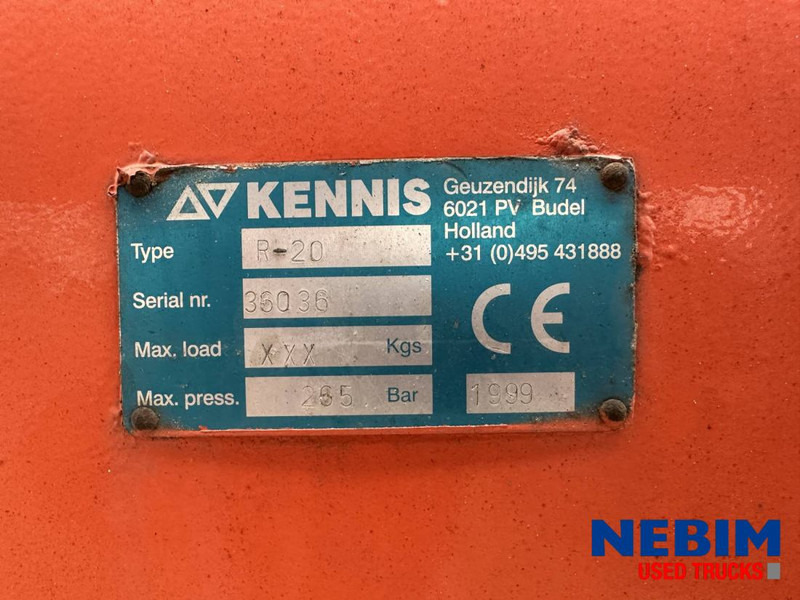 KENNIS
Geuzendijk 74
6021 PV Budel
Holland
+31 (0)495 431888
Type R-20
Serial nr. 36036
Max. load XXX Kgs
Max. press. 265 Bar
CE
1999
NEBIM
USED TRUCKS